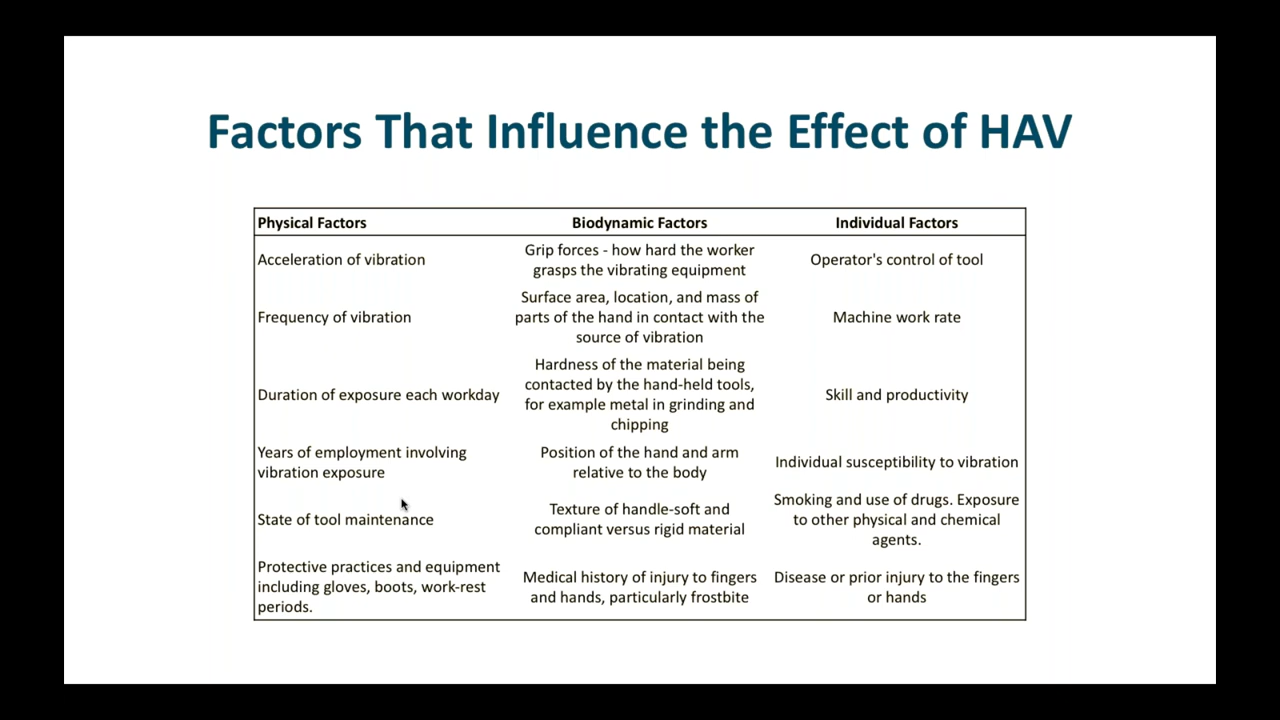 Factors That Influence the Effect of HAV
Physical Factors
Biodynamic Factors
Individual Factors
Acceleration of vibration
Grip forces - how hard the worker
grasps the vibrating equipment
Operator's control of tool
Frequency of vibration
Surface area, location, and mass of
parts of the hand in contact with the
source of vibration
Machine work rate
Duration of exposure each workday
Hardness of the material being
contacted by the hand-held tools,
for example metal in grinding and
chipping
Skill and productivity
Years of employment involving
vibration exposure
Position of the hand and arm
relative to the body
Individual susceptibility to vibration
State of tool maintenance
Texture of handle-soft and
compliant versus rigid material
Smoking and use of drugs. Exposure
to other physical and chemical
agents.
Protective practices and equipment
including gloves, boots, work-rest
periods.
Medical history of injury to fingers
and hands, particularly frostbite
Disease or prior injury to the fingers
or hands